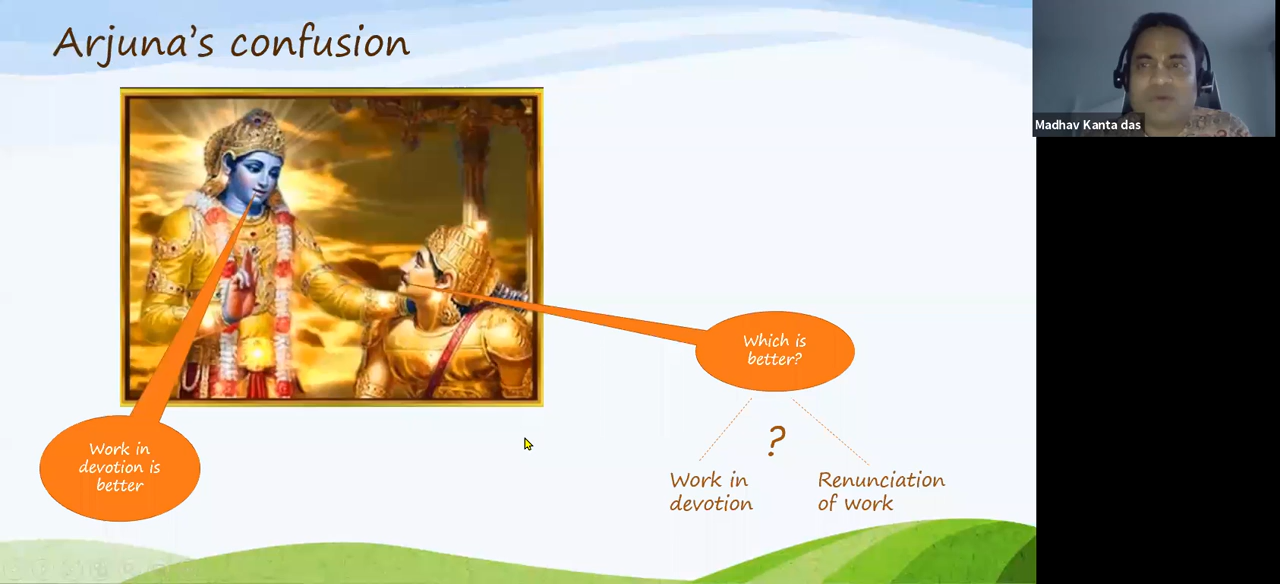 Arjuna's confusion
Madhav Kanta das
Which is
better?
Work in
devotion is
better
?
Work in
devotion
Renunciation
of work